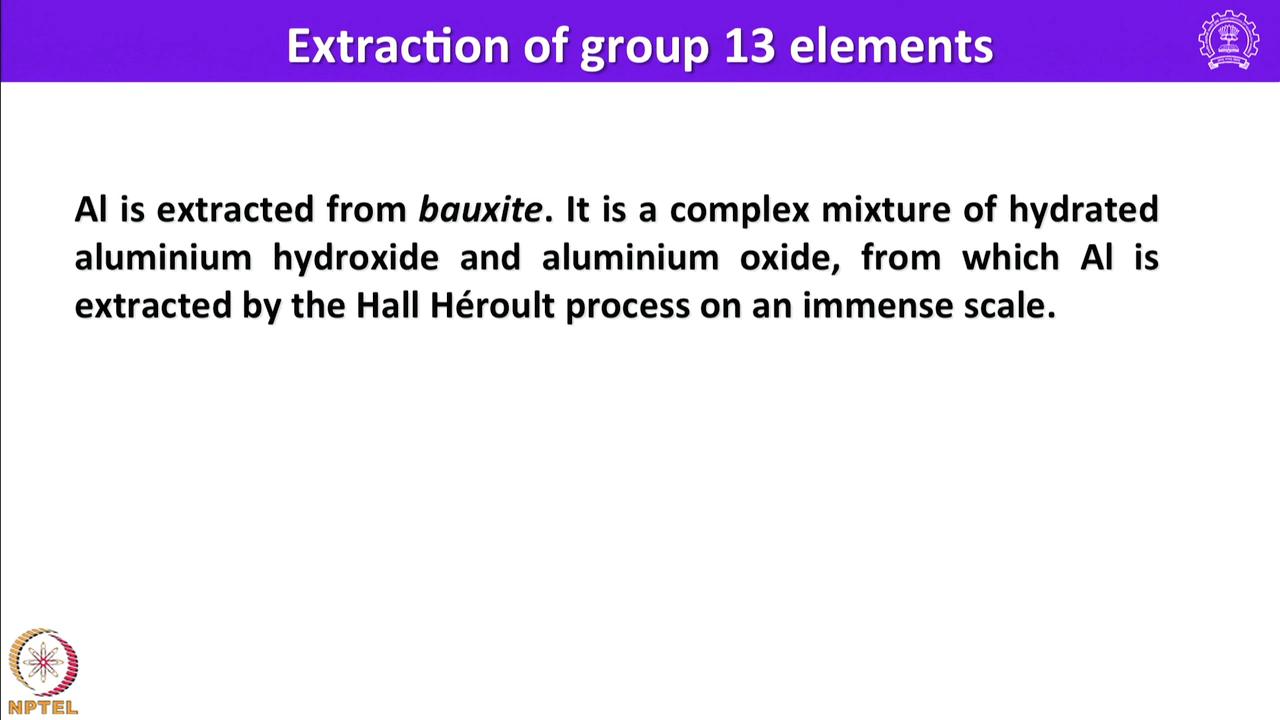 Extraction of group 13 elements
Al is extracted from bauxite. It is a complex mixture of hydrated
aluminium hydroxide and aluminium oxide, from which Al is
extracted by the Hall Héroult process on an immense scale.
NPTEL